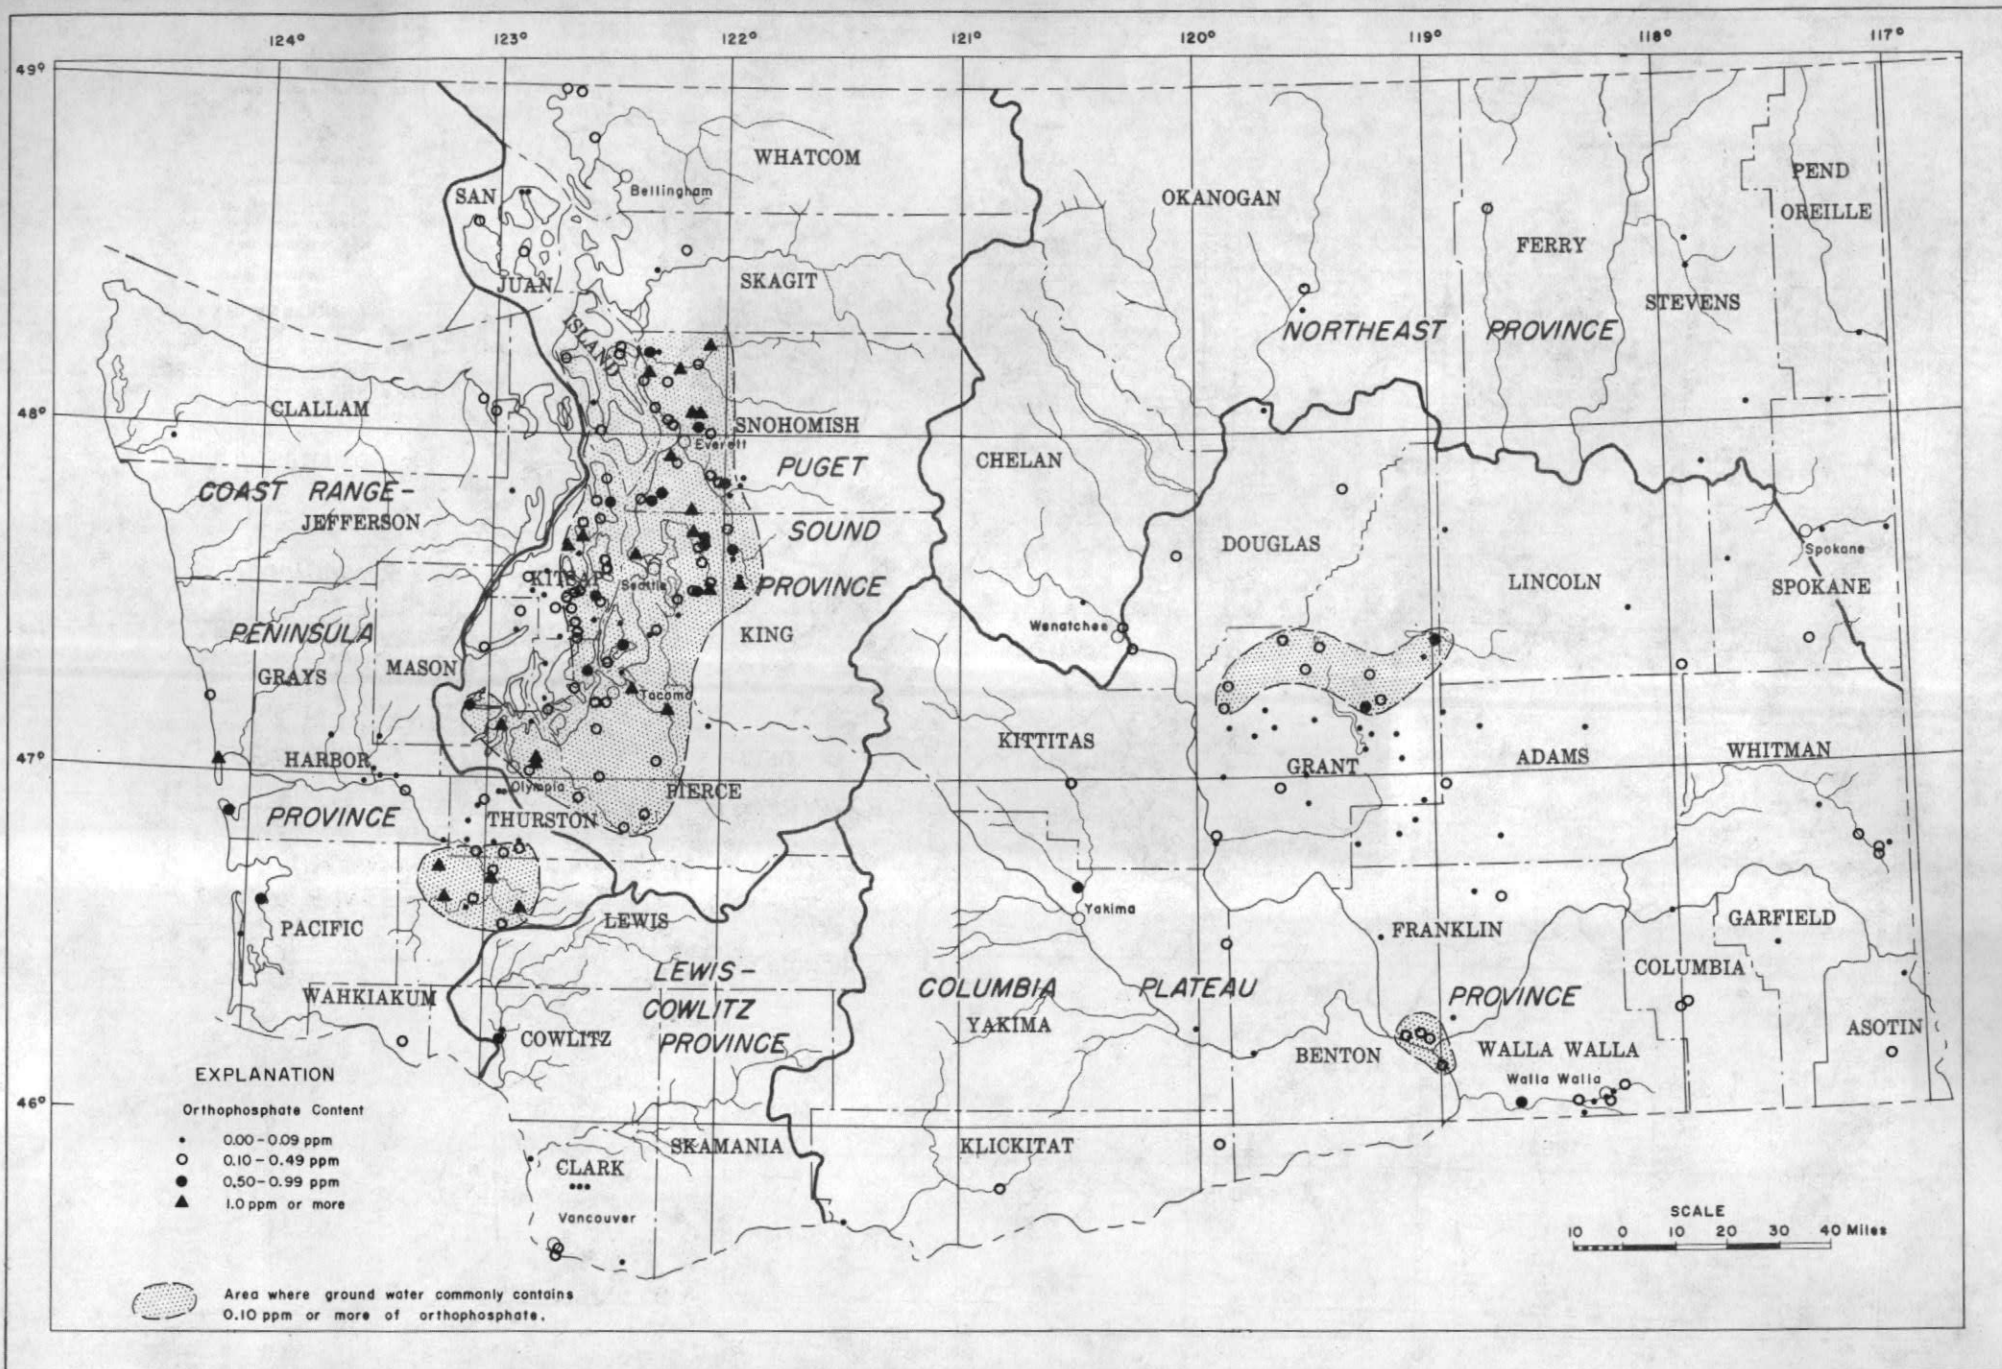 124° 123° 122° 121° 120° 119° 118° 117°
49°
48°
47°
46°
WHATCOM
SAN
JUAN
Bellingham
SKAGIT
ISLAND
OKANOGAN
FERRY
PEND
OREILLE
STEVENS
NORTHEAST PROVINCE
CLALLAM
SNOHOMISH
Everett
PUGET
SOUND
PROVINCE
CHELAN
COAST RANGE-
JEFFERSON
DOUGLAS
LINCOLN
Spokane
SPOKANE
KITSAP
Seattle
KING
Wenatchee
PENINSULA
GRAYS
MASON
Tacoma
HARBOR
PROVINCE
Olympia
PIERCE
THURSTON
KITTITAS
GRANT
ADAMS
WHITMAN
PACIFIC
LEWIS
Yakima
FRANKLIN
GARFIELD
COLUMBIA
WAHKIAKUM
LEWIS-
COWLITZ
PROVINCE
COWLITZ
COLUMBIA PLATEAU PROVINCE
YAKIMA
BENTON
WALLA WALLA
Walla Walla
ASOTIN
SKAMANIA
KLICKITAT
CLARK
Vancouver
EXPLANATION
Orthophosphate Content
0.00-0.09 ppm
0.10-0.49 ppm
0.50-0.99 ppm
1.0 ppm or more
Area where ground water commonly contains
0.10 ppm or more of orthophosphate.
SCALE
10 0 10 20 30 40 Miles